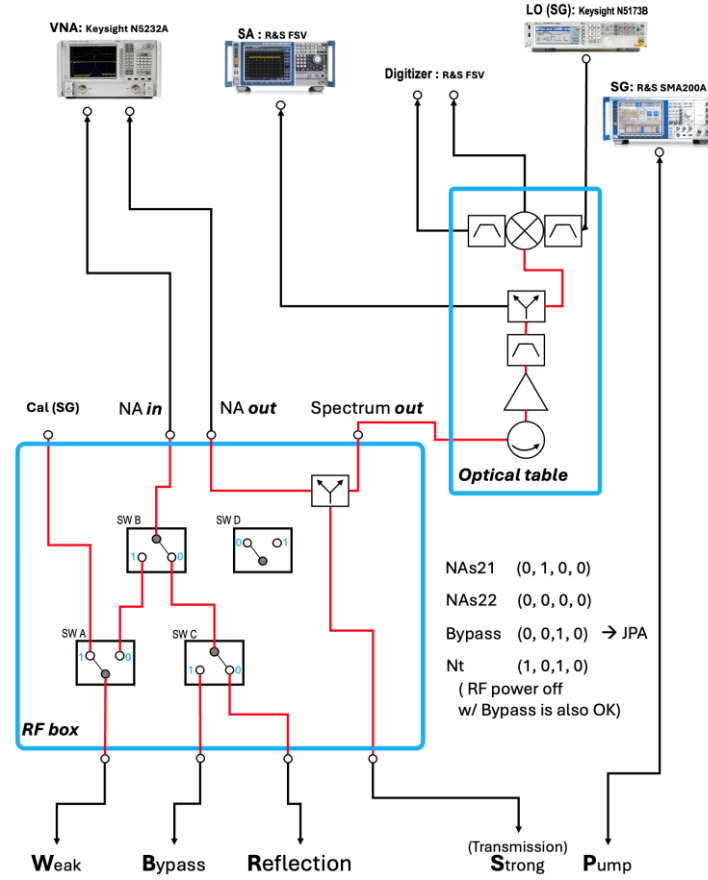 LO (SG): Keysight N5173B
VNA: Keysight N5232A
SA : R&S FSV
Digitizer : R&S FSV
SG: R&S SMA200A
Cal (SG)
NA in
NA out
Spectrum out
Optical table
SW B
SW D
1
0
0
1
SW A
SW C
1
0
1
0
RF box
NAs21 (0, 1, 0, 0)
NAs22 (0, 0, 0, 0)
Bypass (0, 0, 1, 0) → JPA
Nt (1, 0, 1, 0)
( RF power off
w/ Bypass is also OK)
Weak
Bypass
Reflection
(Transmission)
Strong
Pump